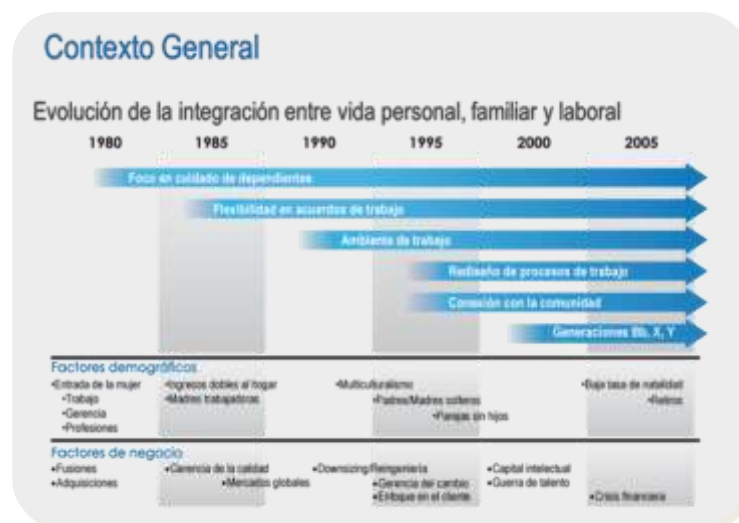 Contexto General
Evolución de la integración entre vida personal, familiar y laboral
1980 1985 1990 1995 2000 2005
Foco en cuidado de dependientes
Flexibilidad en acuerdos de trabajo
Ambiente de trabajo
Rediseño de procesos de trabajo
Conexión con la comunidad
Generaciones Bb, X, Y
Factores demográficos
•Entrada de la mujer •Ingresos dobles al hogar •Multiculturalismo •Baja tasa de natalidad
•Trabajo •Madres trabajadoras •Padres/Madres solteros •Retiros
•Gerencia •Parejas sin hijos
•Profesiones
Factores de negocio
•Fusiones •Gerencia de la calidad •Downsizing/Reingeniería •Capital intelectual
•Adquisiciones •Mercados globales •Gerencia del cambio •Guerra de talento
•Enfoque en el cliente •Crisis financiera